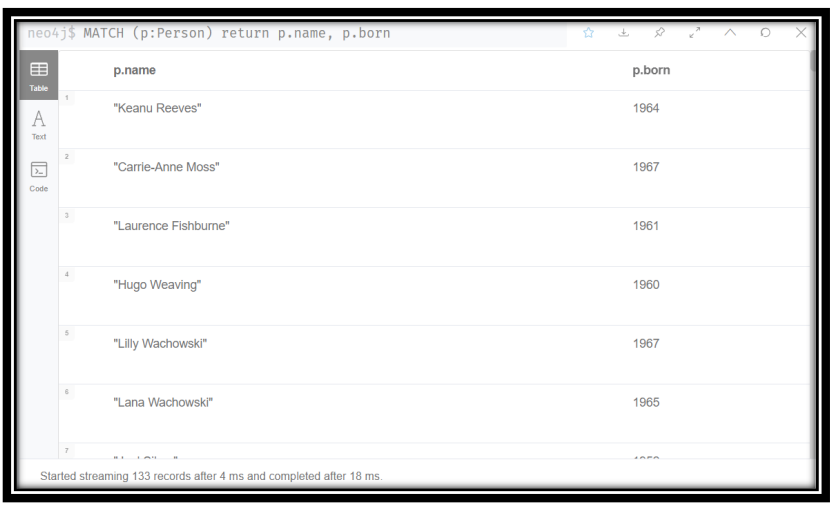 neo4j$ MATCH (p:Person) return p.name, p.born
Table
Text
Code
p.name p.born
1 "Keanu Reeves" 1964
2 "Carrie-Anne Moss" 1967
3 "Laurence Fishburne" 1961
4 "Hugo Weaving" 1960
5 "Lilly Wachowski" 1967
6 "Lana Wachowski" 1965
7
Started streaming 133 records after 4 ms and completed after 18 ms.